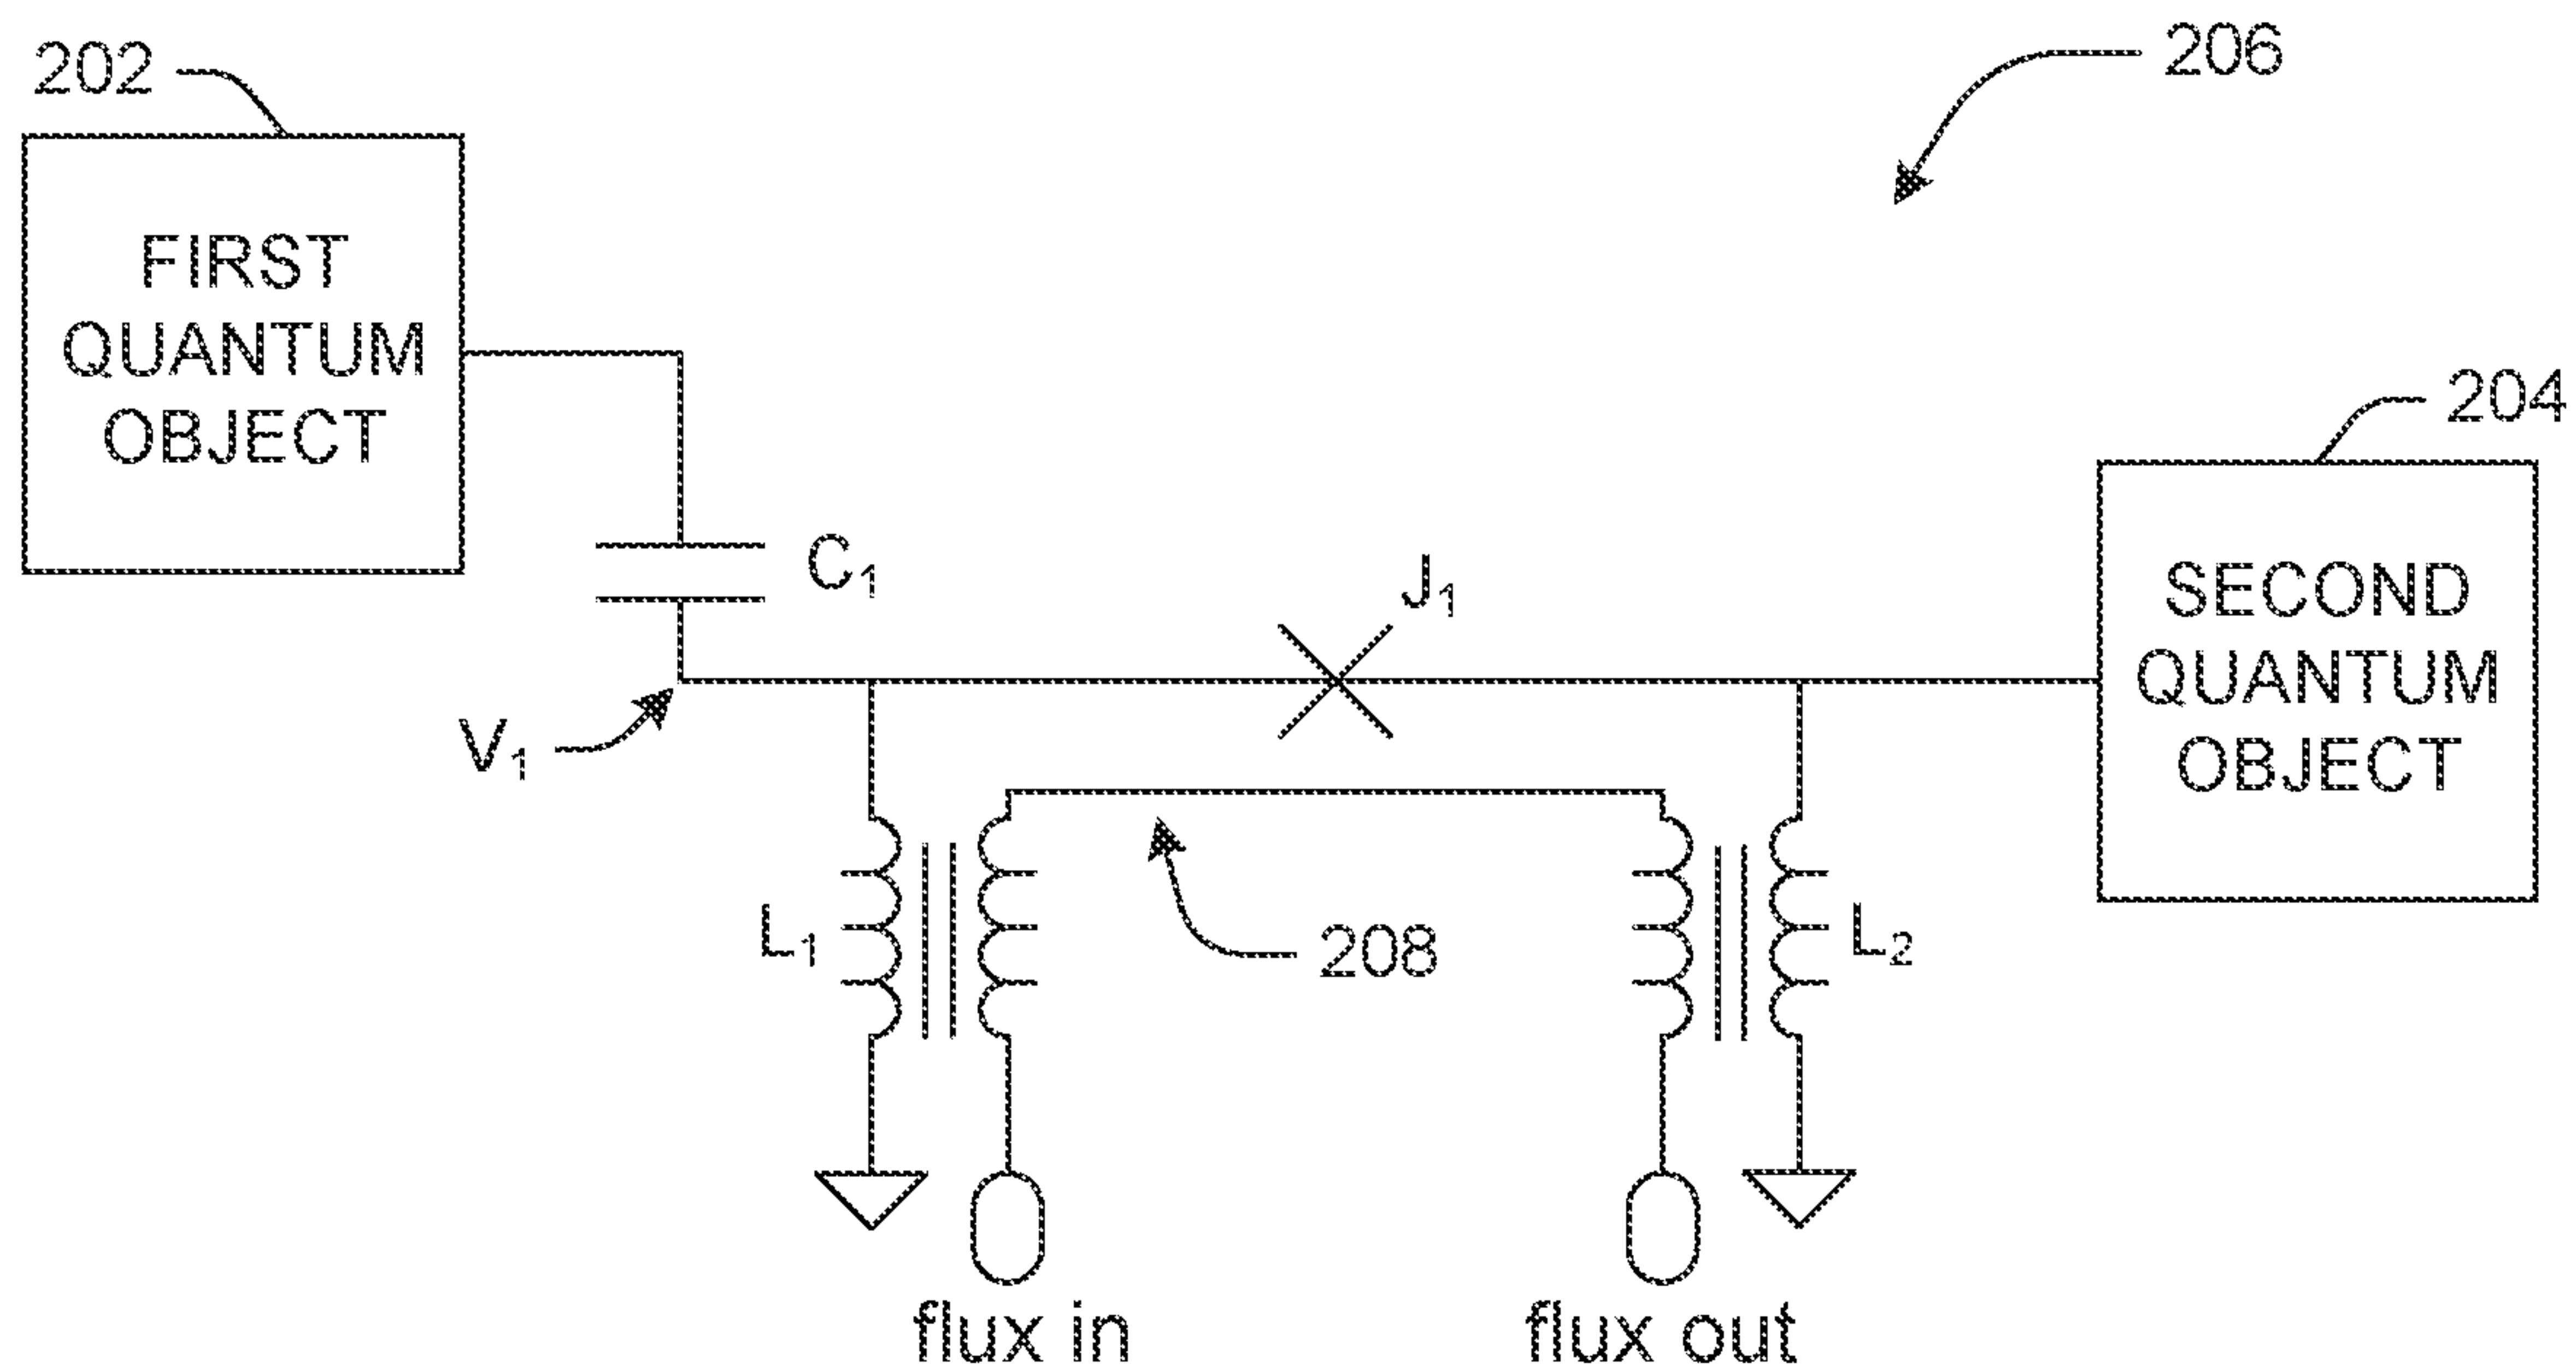 202
206
FIRST
QUANTUM
OBJECT
204
C₁
J₁
SECOND
QUANTUM
OBJECT
V₁
L₁
208
L₂
flux in
flux out